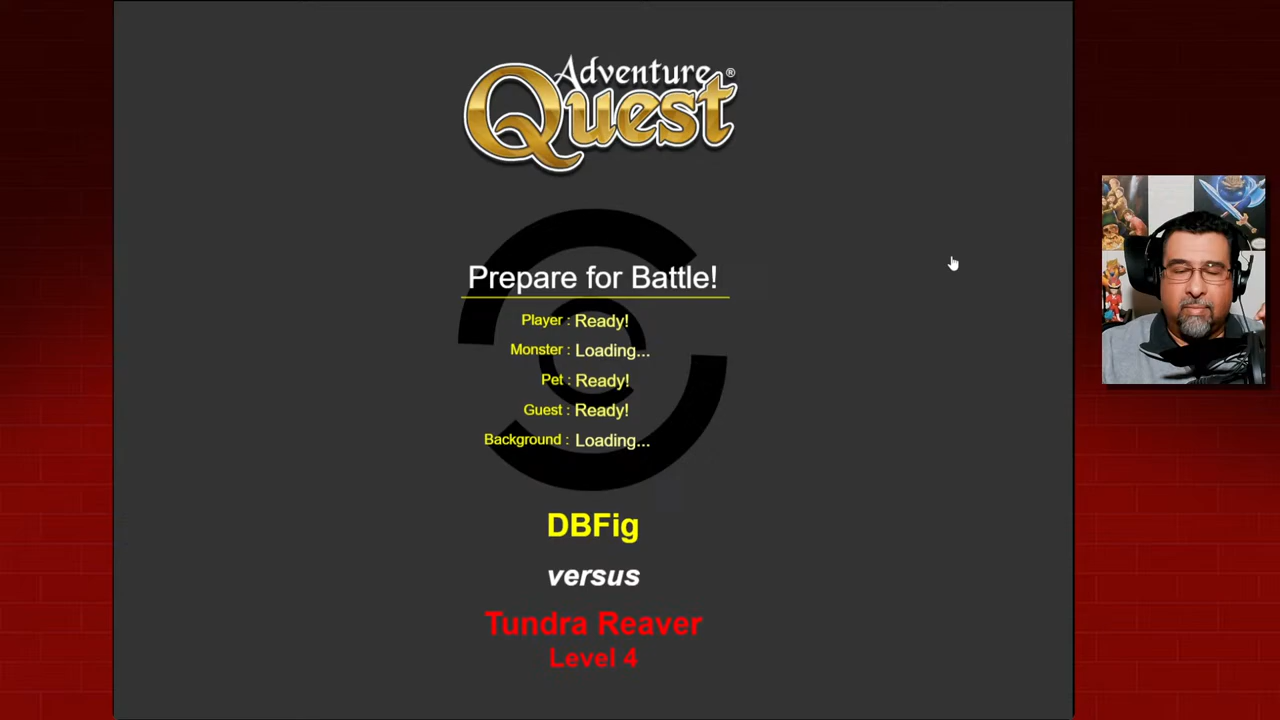 Adventure
Quest®
Prepare for Battle!
Player : Ready!
Monster : Loading...
Pet : Ready!
Guest : Ready!
Background : Loading...
DBFig
versus
Tundra Reaver
Level 4